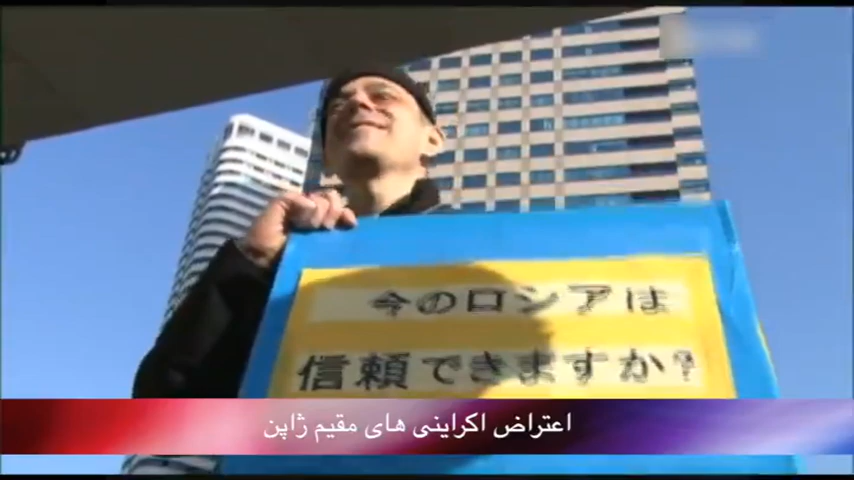 今のロシアは
信頼できますか?
اعتراض اکراینی های مقیم ژاپن